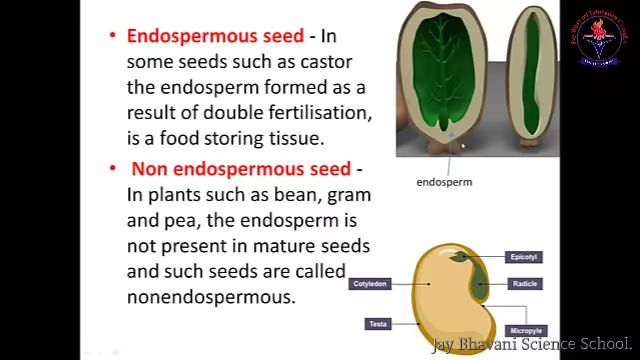 • Endospermous seed - In
some seeds such as castor
the endosperm formed as a
result of double fertilisation,
is a food storing tissue.
• Non endospermous seed -
In plants such as bean, gram
and pea, the endosperm is
not present in mature seeds
and such seeds are called
nonendospermous.
endosperm
Epicotyl
Cotyledon
Radicle
Testa
Micropyle
Jay Bhavani Science School.